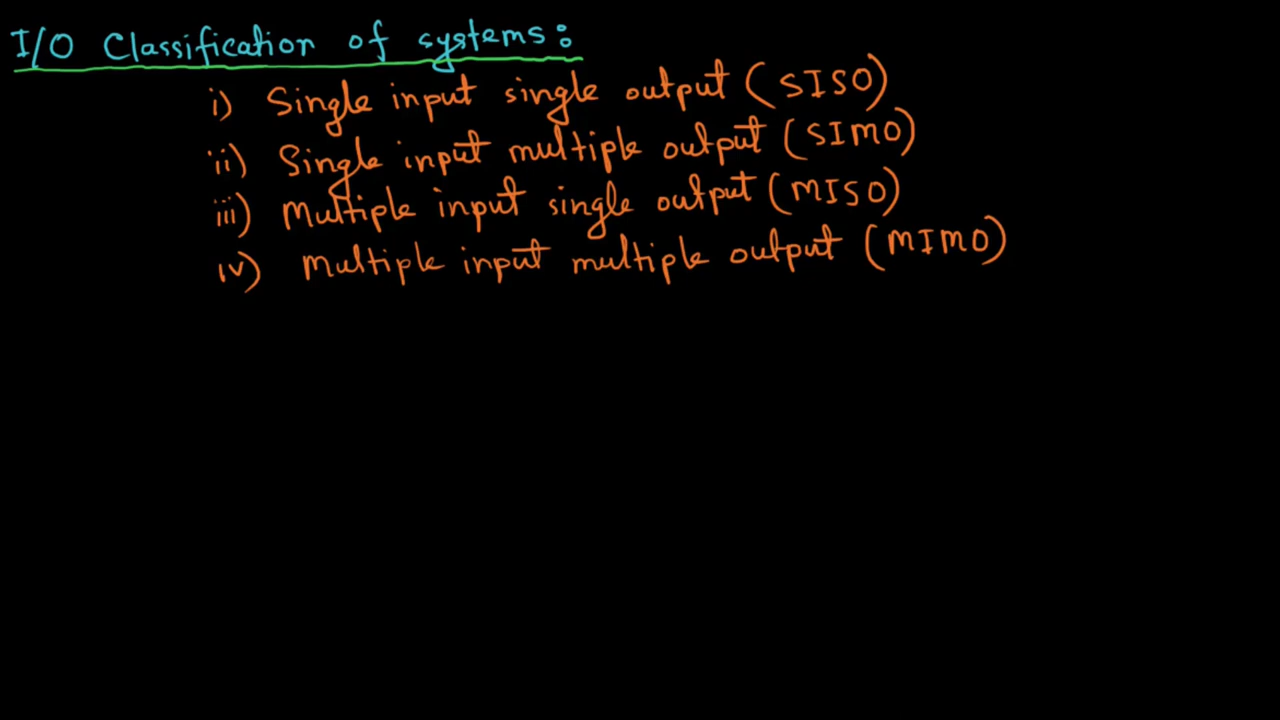 I/O Classification of systems:
i) Single input single output (SISO)
ii) Single input multiple output (SIMO)
iii) Multiple input single output (MISO)
iv) Multiple input multiple output (MIMO)